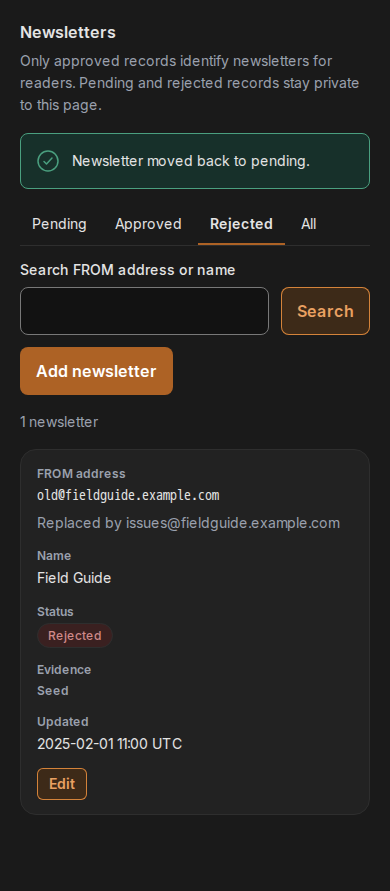 Newsletters
Only approved records identify newsletters for
readers. Pending and rejected records stay private
to this page.
Newsletter moved back to pending.
Pending Approved Rejected All
Search FROM address or name
Search
Add newsletter
1 newsletter
FROM address
old@fieldguide.example.com
Replaced by issues@fieldguide.example.com
Name
Field Guide
Status
Rejected
Evidence
Seed
Updated
2025-02-01 11:00 UTC
Edit